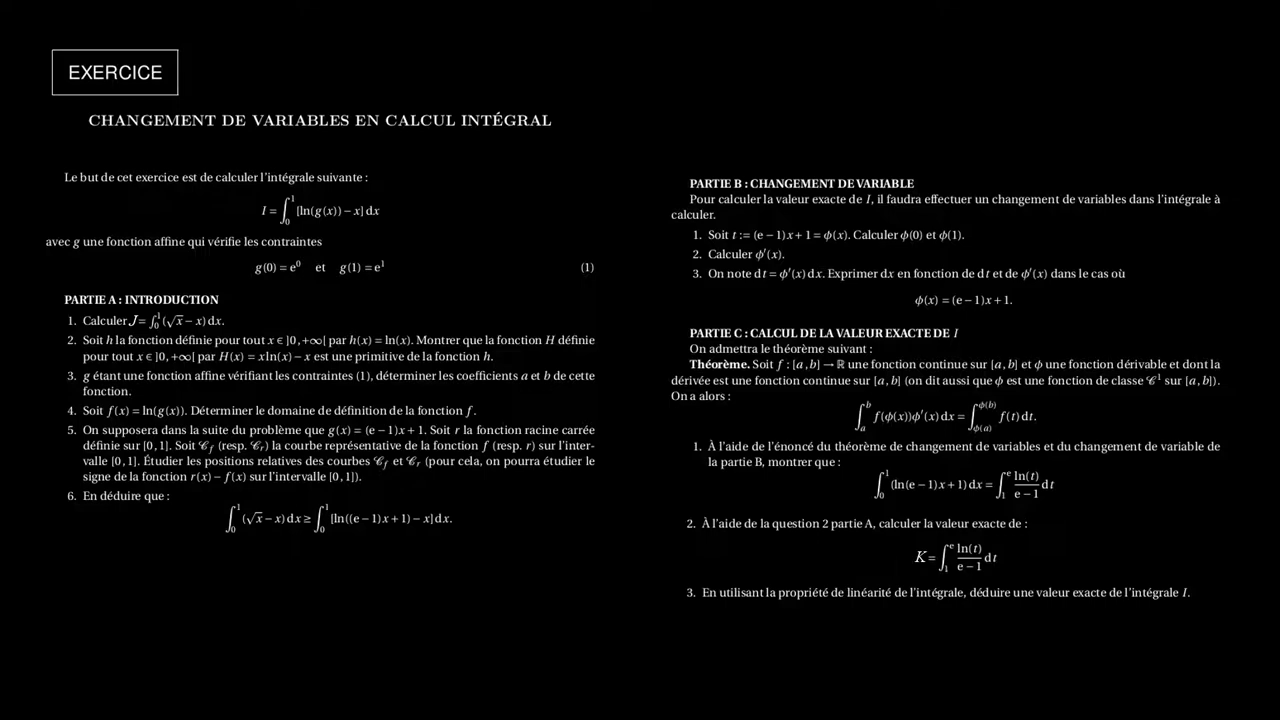 EXERCICE
CHANGEMENT DE VARIABLES EN CALCUL INTÉGRAL
Le but de cet exercice est de calculer l'intégrale suivante :
I = ∫₀¹ [ln(g(x)) − x] dx
avec g une fonction affine qui vérifie les contraintes
g(0) = e⁰ et g(1) = e¹ (1)
PARTIE A : INTRODUCTION
1. Calculer J = ∫₀¹ (√x − x) dx.
2. Soit h la fonction définie pour tout x ∈ ]0, +∞[ par h(x) = ln(x). Montrer que la fonction H définie
pour tout x ∈ ]0, +∞[ par H(x) = x ln(x) − x est une primitive de la fonction h.
3. g étant une fonction affine vérifiant les contraintes (1), déterminer les coefficients a et b de cette
fonction.
4. Soit f(x) = ln(g(x)). Déterminer le domaine de définition de la fonction f.
5. On supposera dans la suite du problème que g(x) = (e − 1)x + 1. Soit r la fonction racine carrée
définie sur [0, 1]. Soit 𝒞f (resp. 𝒞r) la courbe représentative de la fonction f (resp. r) sur l'inter-
valle [0, 1]. Étudier les positions relatives des courbes 𝒞f et 𝒞r (pour cela, on pourra étudier le
signe de la fonction r(x) − f(x) sur l'intervalle [0, 1]).
6. En déduire que :
∫₀¹ (√x − x) dx ≥ ∫₀¹ [ln((e − 1)x + 1) − x] dx.
PARTIE B : CHANGEMENT DE VARIABLE
Pour calculer la valeur exacte de I, il faudra effectuer un changement de variables dans l'intégrale à
calculer.
1. Soit t := (e − 1)x + 1 = ϕ(x). Calculer ϕ(0) et ϕ(1).
2. Calculer ϕ′(x).
3. On note dt = ϕ′(x) dx. Exprimer dx en fonction de dt et de ϕ′(x) dans le cas où
ϕ(x) = (e − 1)x + 1.
PARTIE C : CALCUL DE LA VALEUR EXACTE DE I
On admettra le théorème suivant :
Théorème. Soit f : [a, b] → ℝ une fonction continue sur [a, b] et ϕ une fonction dérivable et dont la
dérivée est une fonction continue sur [a, b] (on dit aussi que ϕ est une fonction de classe 𝒞¹ sur [a, b]).
On a alors :
∫ₐᵇ f(ϕ(x))ϕ′(x) dx = ∫_{ϕ(a)}^{ϕ(b)} f(t) dt.
1. À l'aide de l'énoncé du théorème de changement de variables et du changement de variable de
la partie B, montrer que :
∫₀¹ (ln(e − 1)x + 1) dx = ∫₁ᵉ ln(t)/(e − 1) dt
2. À l'aide de la question 2 partie A, calculer la valeur exacte de :
K = ∫₁ᵉ ln(t)/(e − 1) dt
3. En utilisant la propriété de linéarité de l'intégrale, déduire une valeur exacte de l'intégrale I.